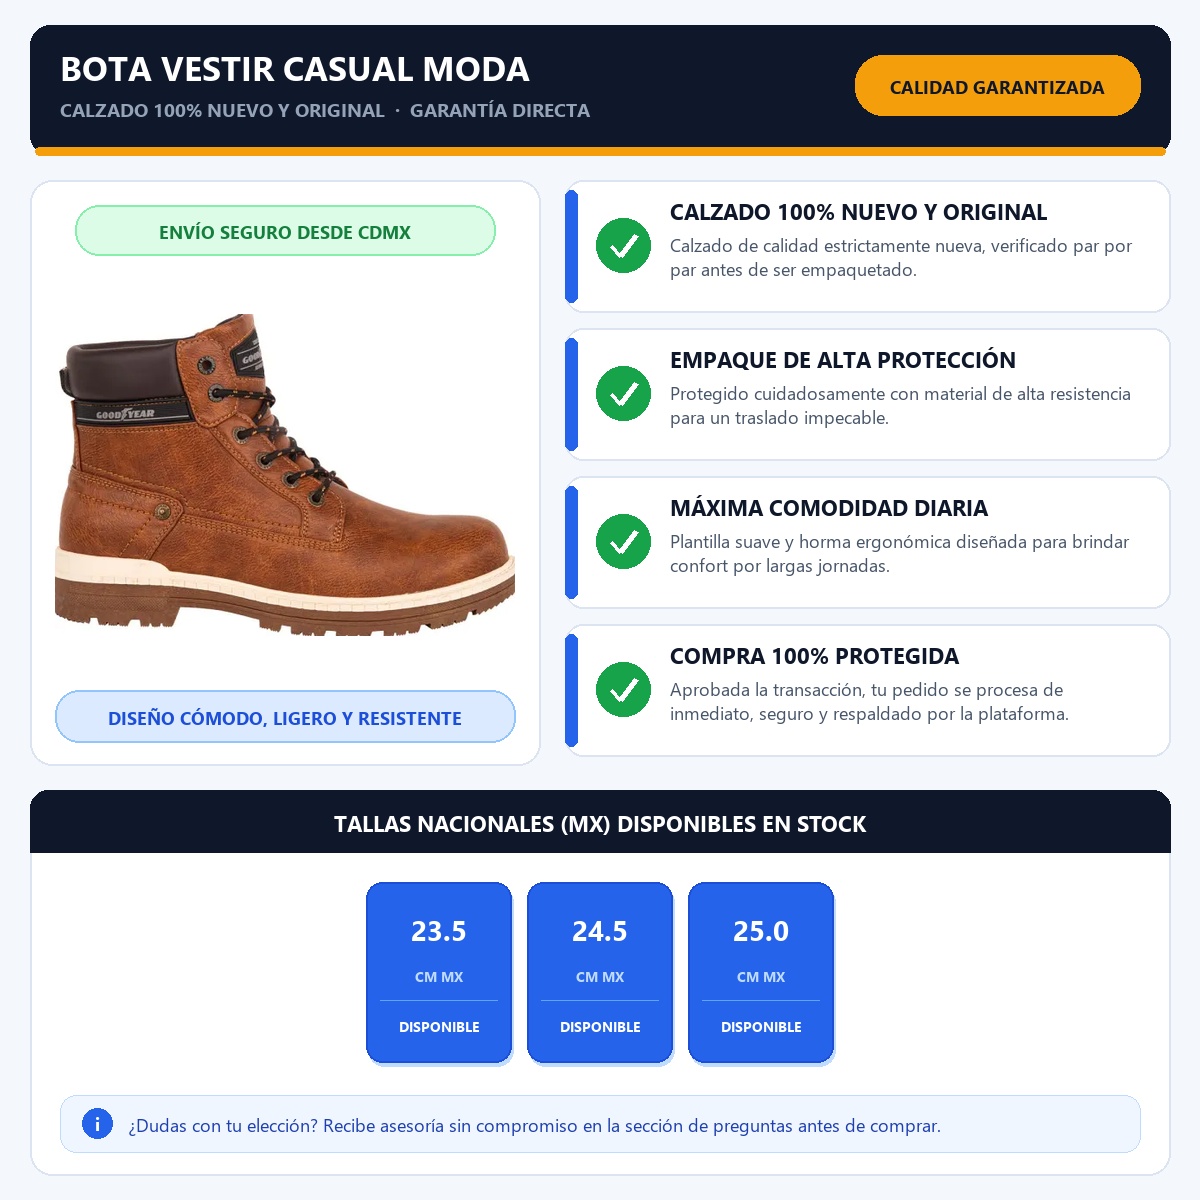 BOTA VESTIR CASUAL MODA
CALZADO 100% NUEVO Y ORIGINAL · GARANTÍA DIRECTA
CALIDAD GARANTIZADA
ENVÍO SEGURO DESDE CDMX
GOODYEAR
DISEÑO CÓMODO, LIGERO Y RESISTENTE
CALZADO 100% NUEVO Y ORIGINAL
Calzado de calidad estrictamente nueva, verificado par por
par antes de ser empaquetado.
EMPAQUE DE ALTA PROTECCIÓN
Protegido cuidadosamente con material de alta resistencia
para un traslado impecable.
MÁXIMA COMODIDAD DIARIA
Plantilla suave y horma ergonómica diseñada para brindar
confort por largas jornadas.
COMPRA 100% PROTEGIDA
Aprobada la transacción, tu pedido se procesa de
inmediato, seguro y respaldado por la plataforma.
TALLAS NACIONALES (MX) DISPONIBLES EN STOCK
23.5
CM MX
DISPONIBLE
24.5
CM MX
DISPONIBLE
25.0
CM MX
DISPONIBLE
¿Dudas con tu elección? Recibe asesoría sin compromiso en la sección de preguntas antes de comprar.